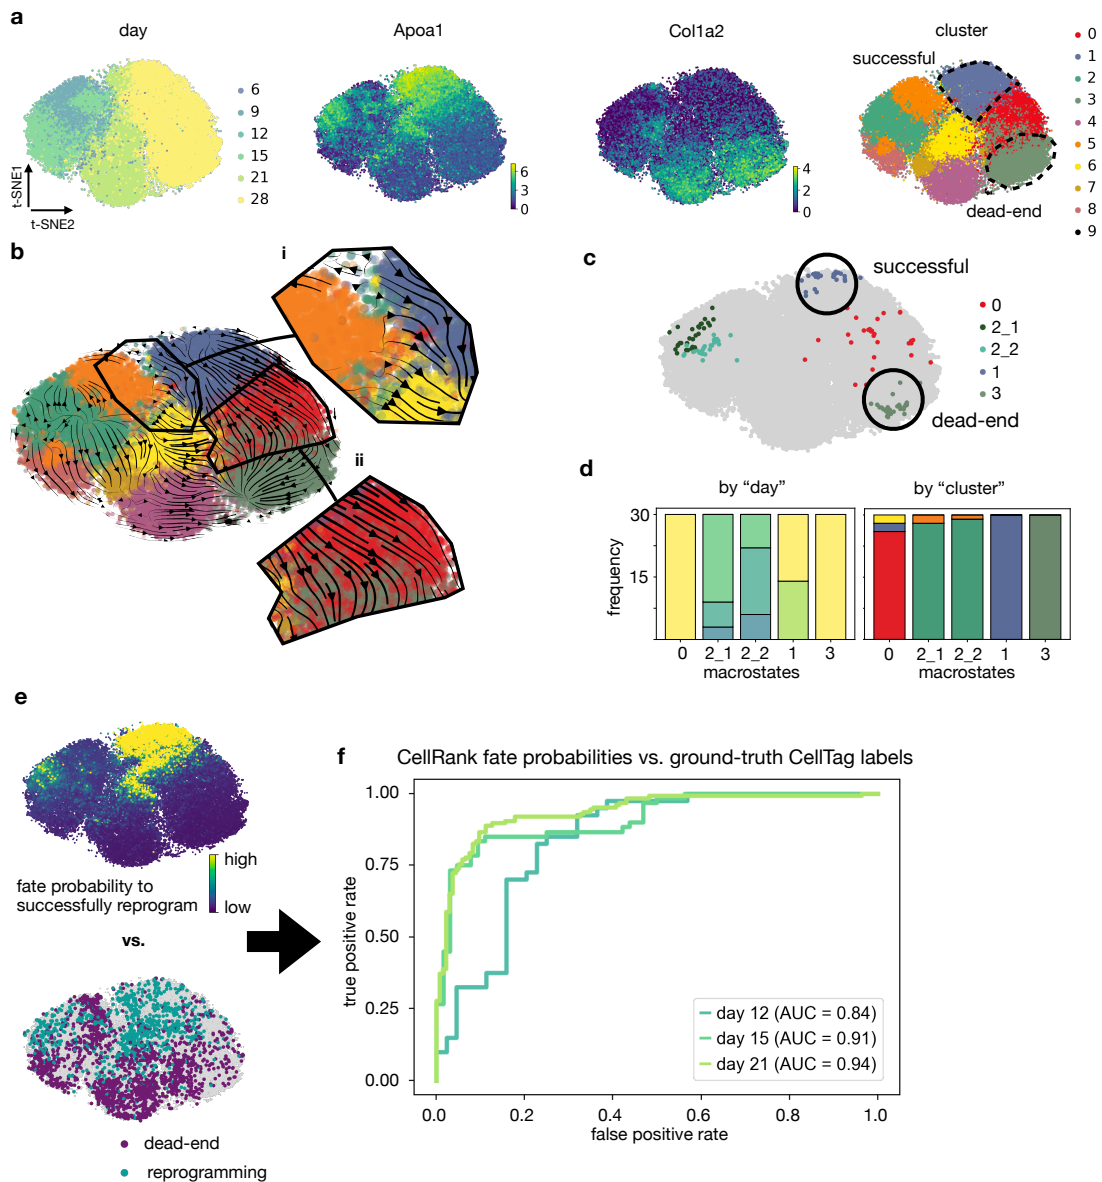 a
day
Apoa1
Col1a2
cluster
successful
dead-end
6
9
12
15
21
28
t-SNE1
t-SNE2
6
3
0
4
2
0
0
1
2
3
4
5
6
7
8
9
b
i
ii
c
successful
dead-end
0
2_1
2_2
1
3
d
by “day”
by “cluster”
30
15
frequency
0 2_1 2_2 1 3
0 2_1 2_2 1 3
macrostates
macrostates
e
high
low
fate probability to
successfully reprogram
vs.
dead-end
reprogramming
f
CellRank fate probabilities vs. ground-truth CellTag labels
1.00
0.75
0.50
0.25
0.00
true positive rate
day 12 (AUC = 0.84)
day 15 (AUC = 0.91)
day 21 (AUC = 0.94)
0.0 0.2 0.4 0.6 0.8 1.0
false positive rate